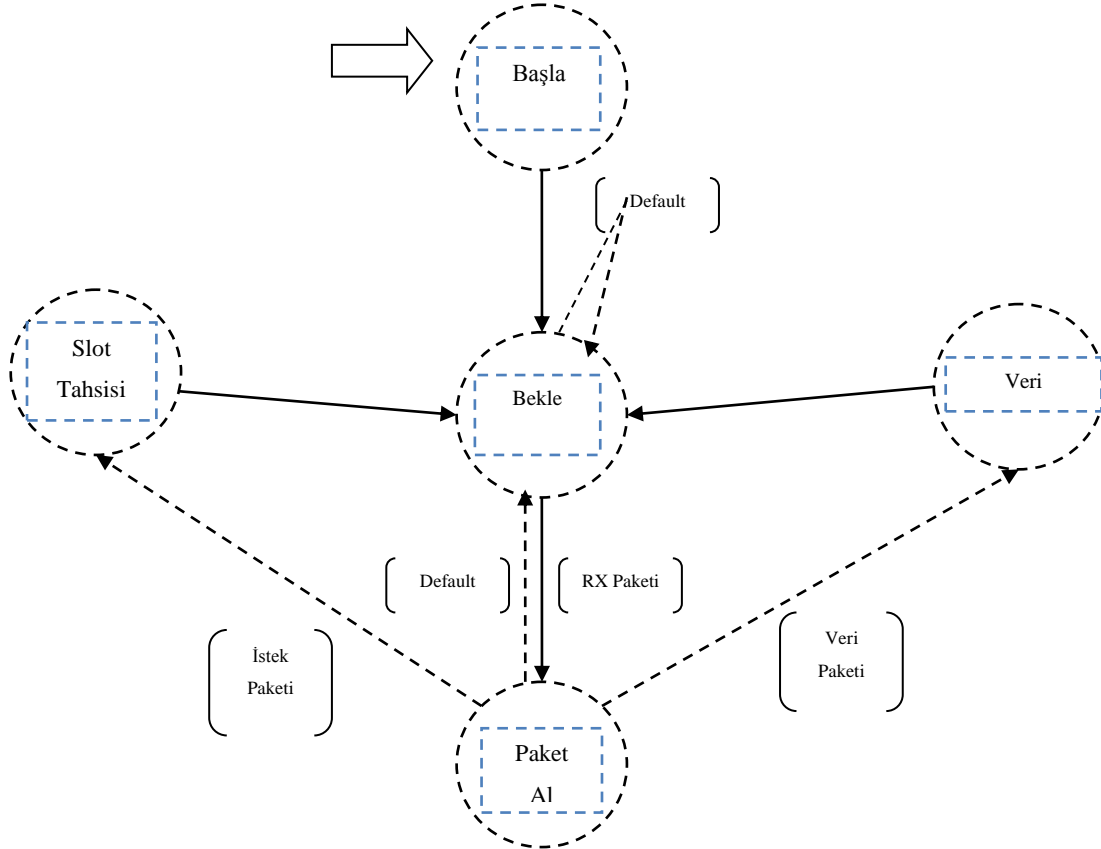 Başla
Default
Slot
Tahsisi
Bekle
Veri
Default
RX Paketi
İstek
Paketi
Veri
Paketi
Paket
Al